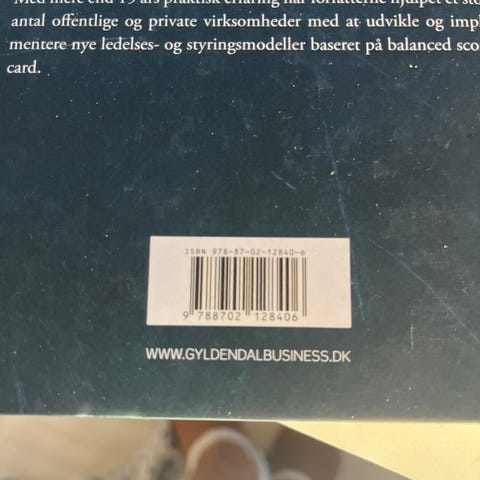 Med mere end 15 års praktisk erfaring har forfatterne hjulpet et sto
antal offentlige og private virksomheder med at udvikle og impl
mentere nye ledelses- og styringsmodeller baseret på balanced sco
card.
ISBN 978-87-02-12840-6
9 788702 128406
WWW.GYLDENDALBUSINESS.DK